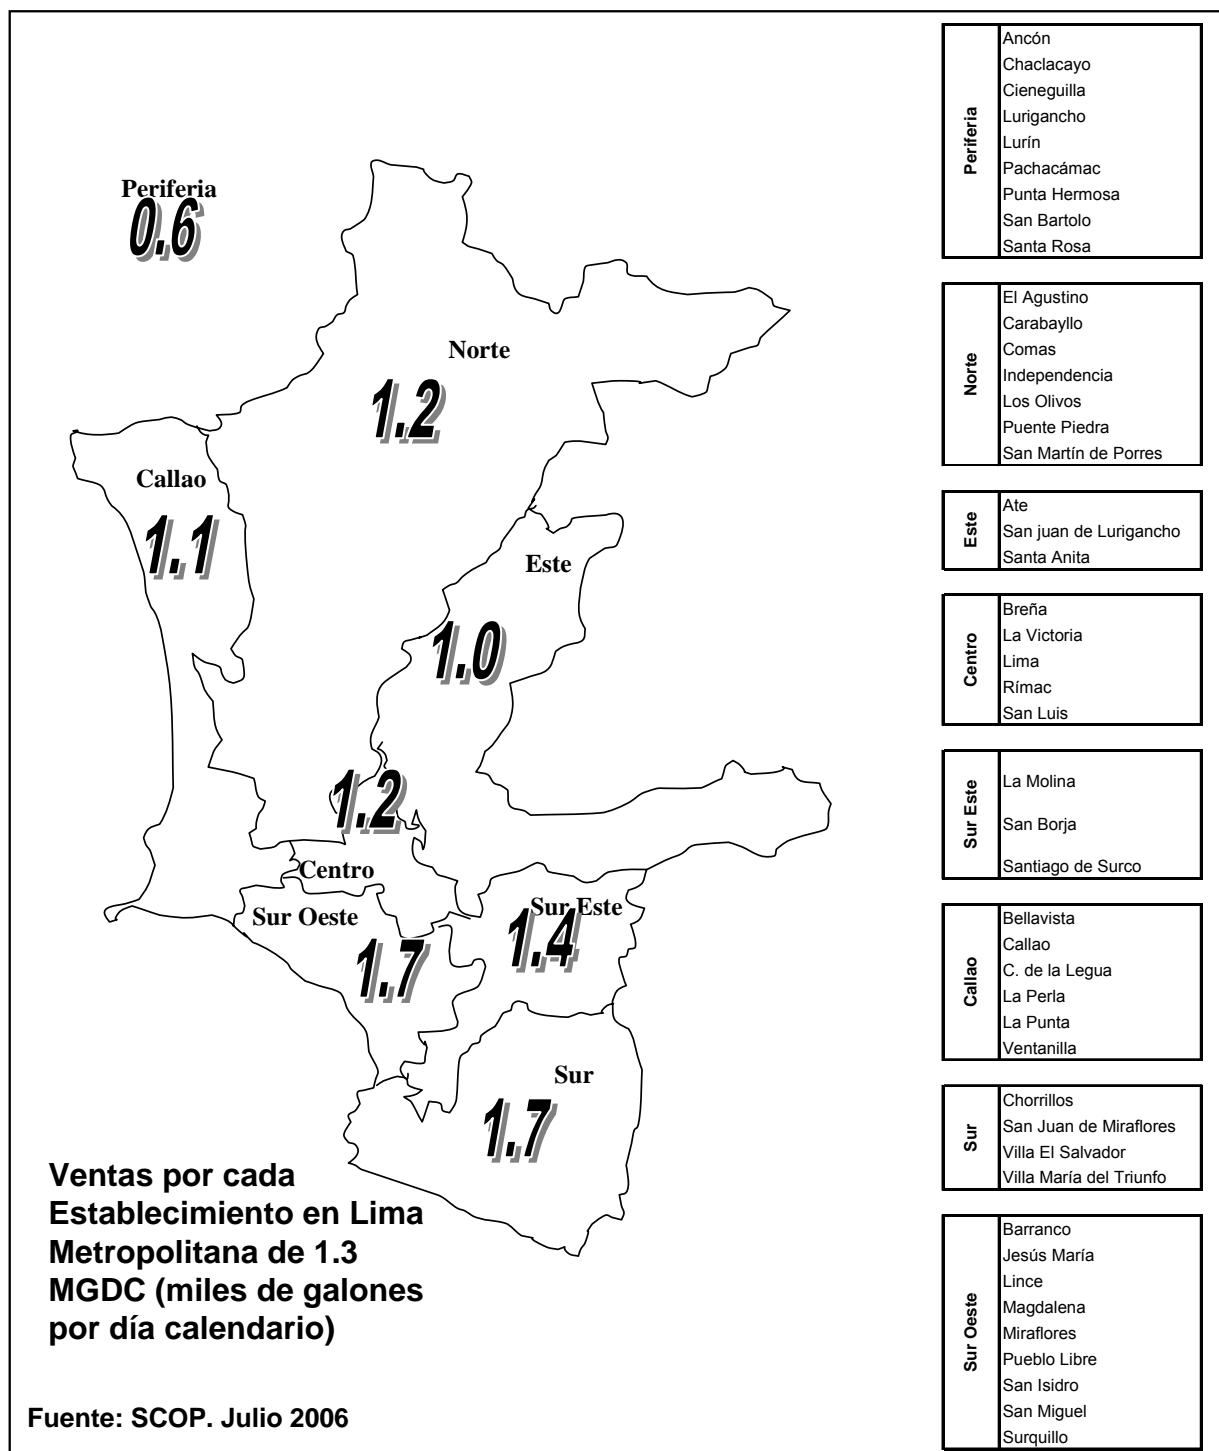 Periferia
0.6
Norte
1.2
Callao
1.1
Este
1.0
1.2
Centro
Sur Oeste
1.7
Sur Este
1.4
Sur
1.7
Ventas por cada
Establecimiento en Lima
Metropolitana de 1.3
MGDC (miles de galones
por día calendario)
Fuente: SCOP. Julio 2006
Periferia
Ancón
Chaclacayo
Cieneguilla
Lurigancho
Lurín
Pachacámac
Punta Hermosa
San Bartolo
Santa Rosa
Norte
El Agustino
Carabayllo
Comas
Independencia
Los Olivos
Puente Piedra
San Martín de Porres
Este
Ate
San juan de Lurigancho
Santa Anita
Centro
Breña
La Victoria
Lima
Rímac
San Luis
Sur Este
La Molina
San Borja
Santiago de Surco
Callao
Bellavista
Callao
C. de la Legua
La Perla
La Punta
Ventanilla
Sur
Chorrillos
San Juan de Miraflores
Villa El Salvador
Villa María del Triunfo
Sur Oeste
Barranco
Jesús María
Lince
Magdalena
Miraflores
Pueblo Libre
San Isidro
San Miguel
Surquillo